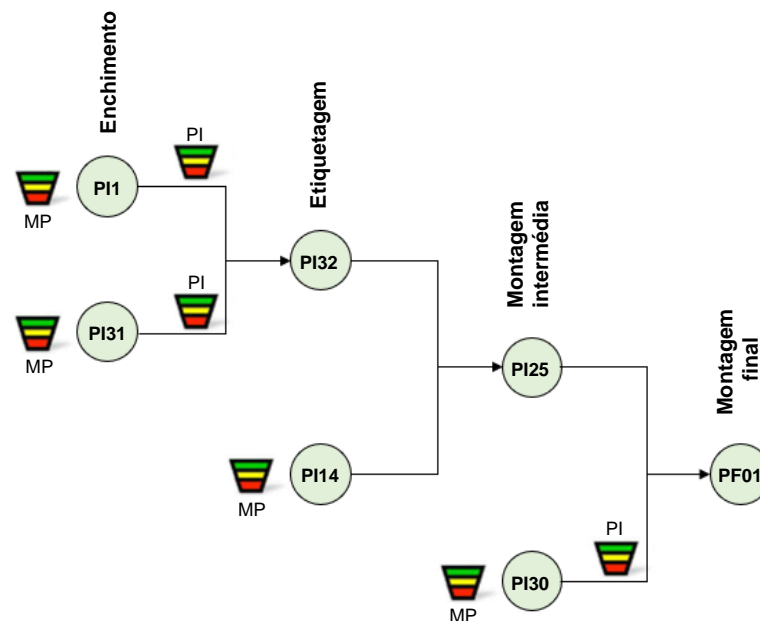 Enchimento
Etiquetagem
Montagem
intermédia
Montagem
final
PI
PI1
MP
PI32
PI
PI31
MP
PI25
PI14
MP
PF01
PI
PI30
MP